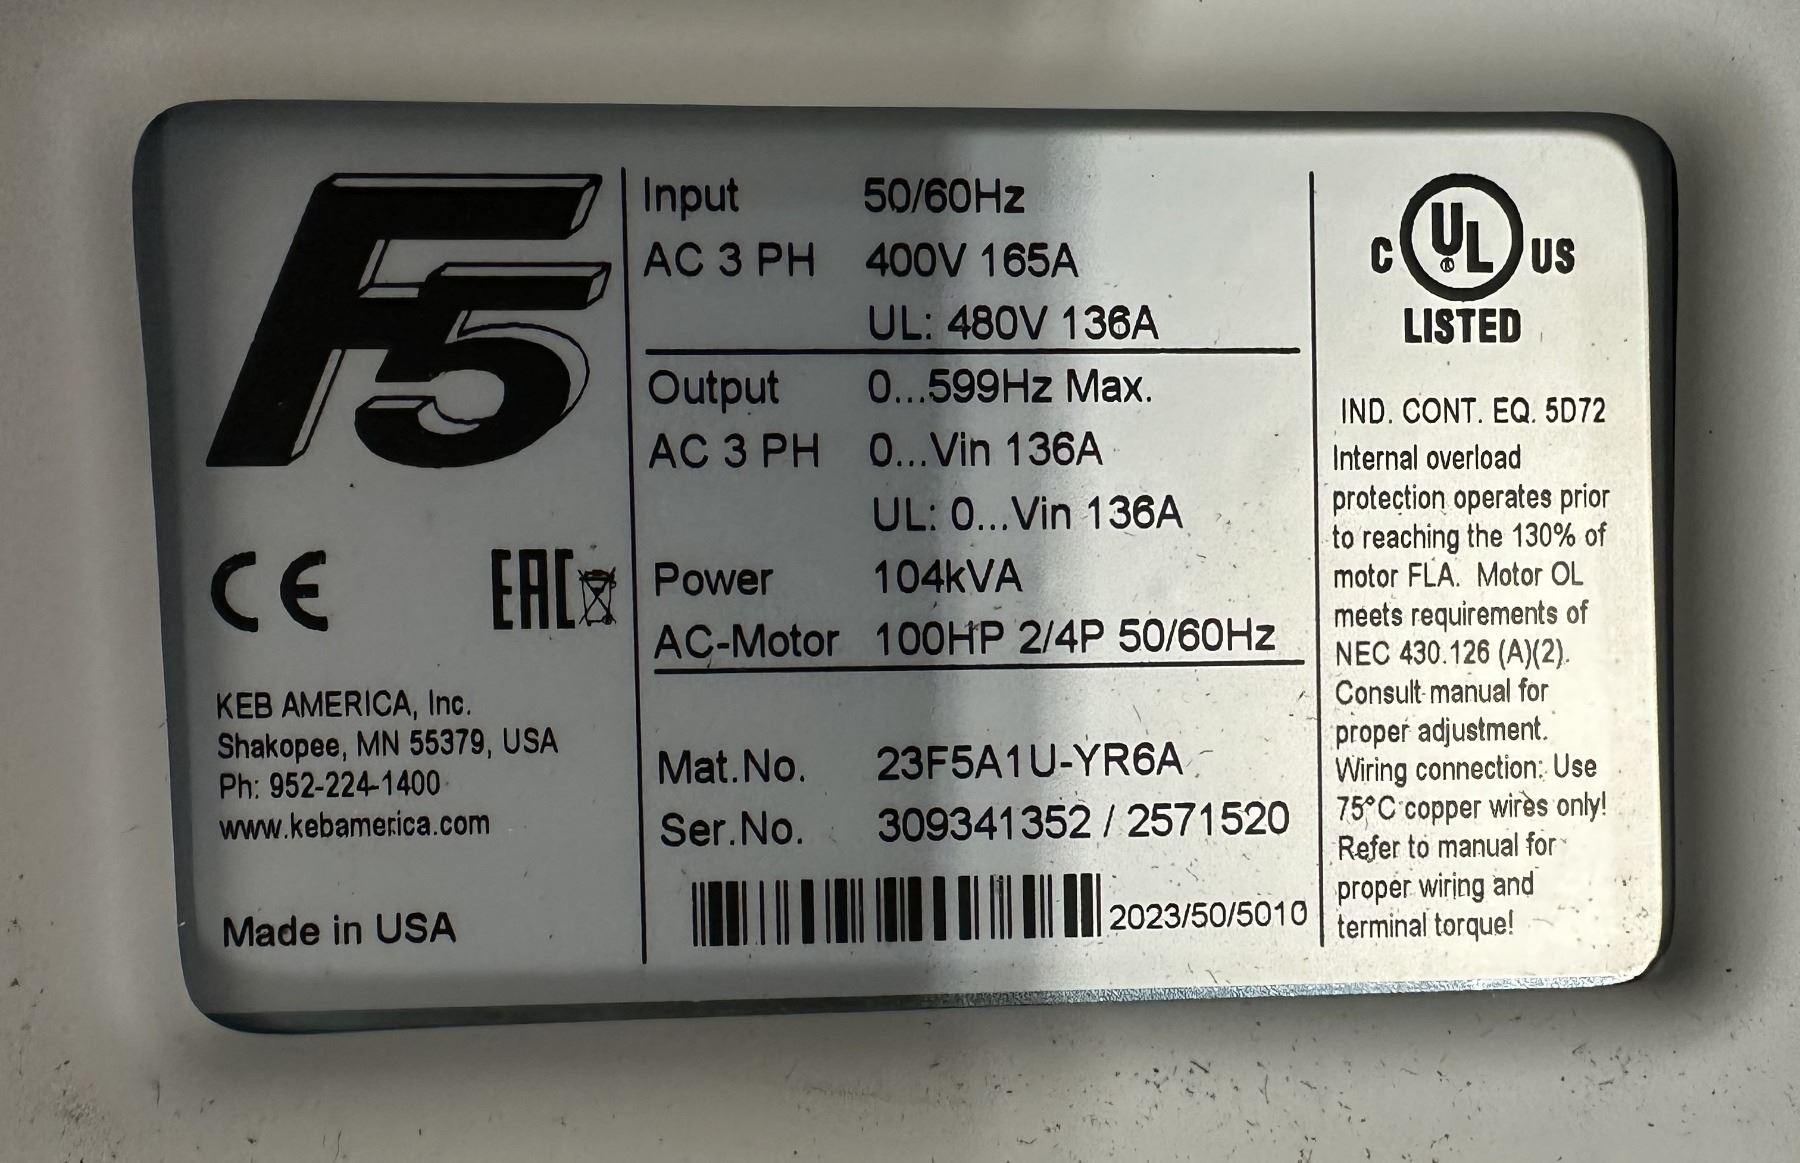 F5
CE EAC
KEB AMERICA, Inc.
Shakopee, MN 55379, USA
Ph: 952-224-1400
www.kebamerica.com
Made in USA
Input 50/60Hz
AC 3 PH 400V 165A
UL: 480V 136A
Output 0...599Hz Max.
AC 3 PH 0...Vin 136A
UL: 0...Vin 136A
Power 104kVA
AC-Motor 100HP 2/4P 50/60Hz
Mat.No. 23F5A1U-YR6A
Ser.No. 309341352 / 2571520
2023/50/5010
C UL ® US
LISTED
IND. CONT. EQ. 5D72
Internal overload
protection operates prior
to reaching the 130% of
motor FLA. Motor OL
meets requirements of
NEC 430.126 (A)(2).
Consult manual for
proper adjustment.
Wiring connection: Use
75°C copper wires only!
Refer to manual for
proper wiring and
terminal torque!